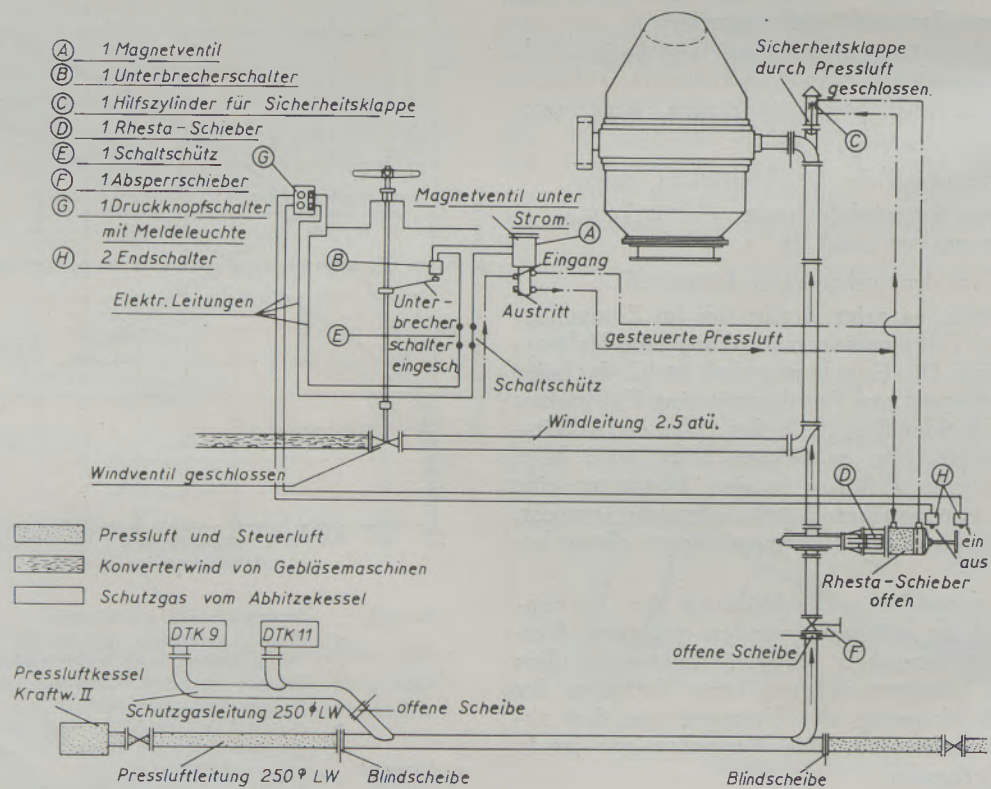 A 1 Magnetventil
B 1 Unterbrecherschalter
C 1 Hilfszylinder für Sicherheitsklappe
D 1 Rhesta-Schieber
E 1 Schaltschütz
F 1 Absperrschieber
G 1 Druckknopfschalter
mit Meldeleuchte
H 2 Endschalter
Sicherheitsklappe
durch Pressluft
geschlossen.
C
G
Magnetventil unter
Strom.
A
B
Eingang
Austritt
Elektr. Leitungen
Unter-
brecher
schalter
eingesch.
E
gesteuerte Pressluft
Schaltschütz
Windleitung 2,5 atü.
Windventil geschlossen
D
H
ein
aus
Rhesta-Schieber
offen
Pressluft und Steuerluft
Konverterwind von Gebläsemaschinen
Schutzgas vom Abhitzekessel
DTK 9
DTK 11
offene Scheibe
F
Pressluftkessel
Kraftw. II
Schutzgasleitung 250 ϕ LW
offene Scheibe
Pressluftleitung 250 ϕ LW
Blindscheibe
Blindscheibe